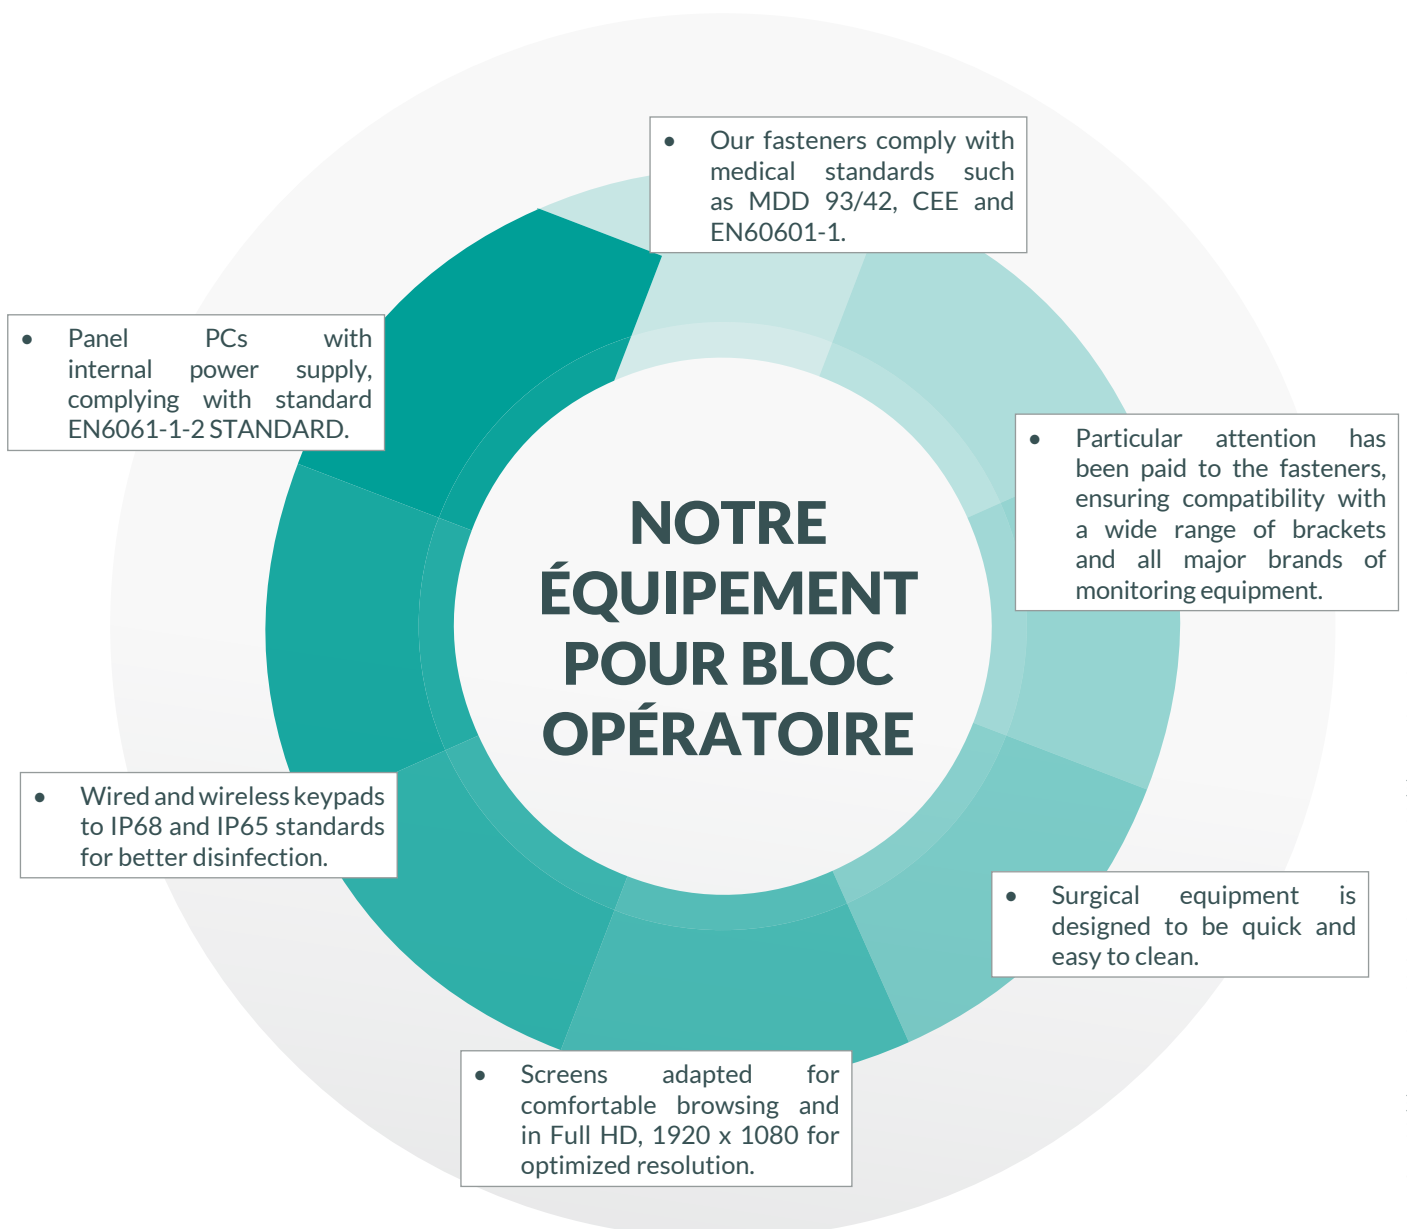 • Our fasteners comply with
medical standards such
as MDD 93/42, CEE and
EN60601-1.
• Panel PCs with
internal power supply,
complying with standard
EN6061-1-2 STANDARD.
• Particular attention has
been paid to the fasteners,
ensuring compatibility with
a wide range of brackets
and all major brands of
monitoring equipment.
NOTRE
ÉQUIPEMENT
POUR BLOC
OPÉRATOIRE
• Wired and wireless keypads
to IP68 and IP65 standards
for better disinfection.
• Surgical equipment is
designed to be quick and
easy to clean.
• Screens adapted for
comfortable browsing and
in Full HD, 1920 x 1080 for
optimized resolution.